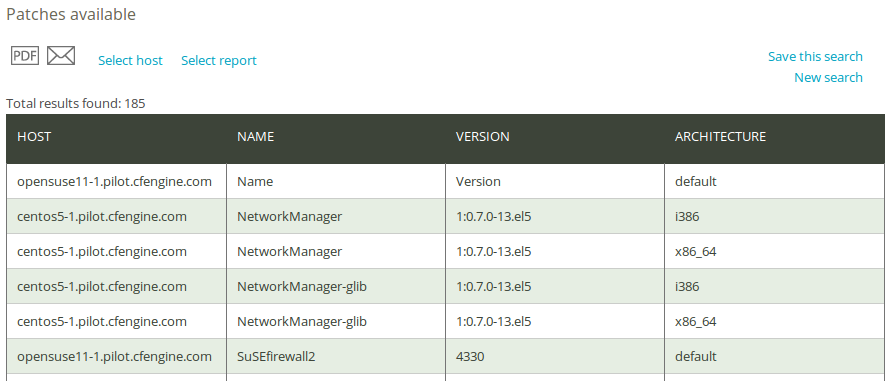 Patches available
PDF Select host Select report Save this search
New search
Total results found: 185
HOST NAME VERSION ARCHITECTURE
opensuse11-1.pilot.cfengine.com Name Version default
centos5-1.pilot.cfengine.com NetworkManager 1:0.7.0-13.el5 i386
centos5-1.pilot.cfengine.com NetworkManager 1:0.7.0-13.el5 x86_64
centos5-1.pilot.cfengine.com NetworkManager-glib 1:0.7.0-13.el5 i386
centos5-1.pilot.cfengine.com NetworkManager-glib 1:0.7.0-13.el5 x86_64
opensuse11-1.pilot.cfengine.com SuSEfirewall2 4330 default